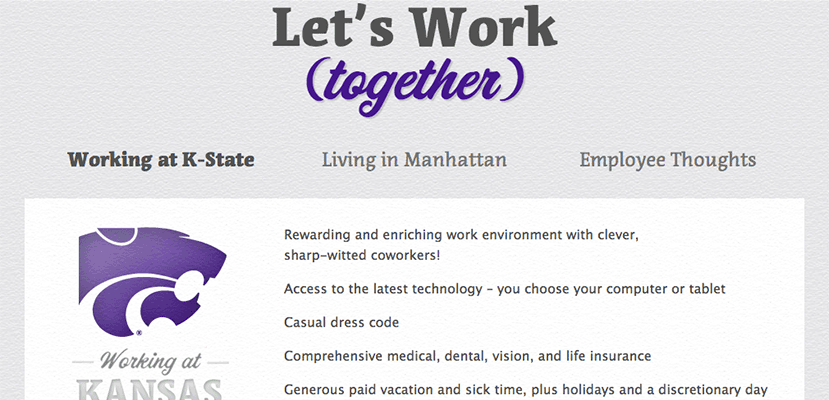 Let's Work
(together)
Working at K-State
Living in Manhattan
Employee Thoughts
Rewarding and enriching work environment with clever,
sharp-witted coworkers!
Access to the latest technology - you choose your computer or tablet
Casual dress code
Comprehensive medical, dental, vision, and life insurance
Generous paid vacation and sick time, plus holidays and a discretionary day
®
Working at
KANSAS